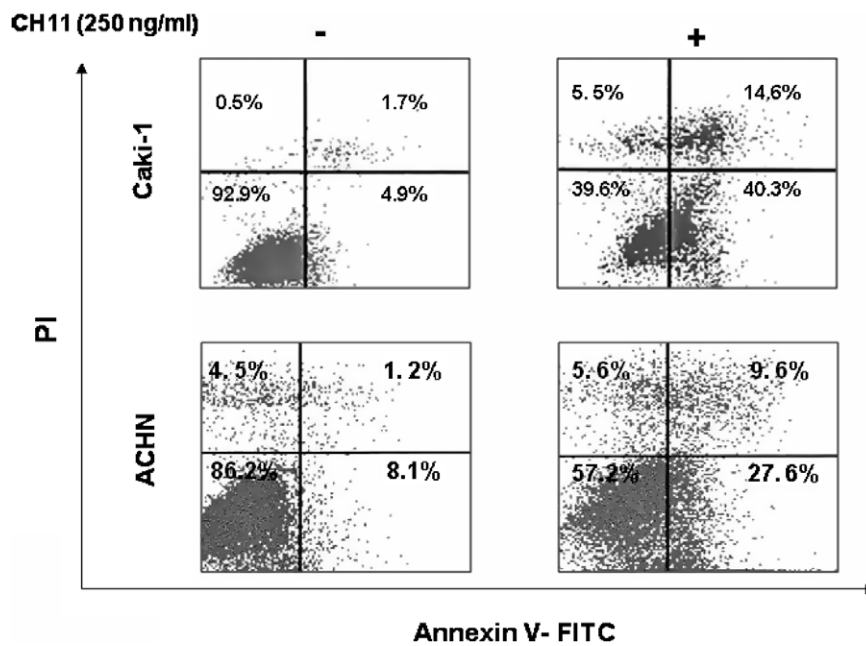 CH11 (250 ng/ml) - +
Caki-1
0.5% 1.7%
92.9% 4.9%
5.5% 14.6%
39.6% 40.3%
PI
ACHN
4.5% 1.2%
86.2% 8.1%
5.6% 9.6%
57.2% 27.6%
Annexin V- FITC